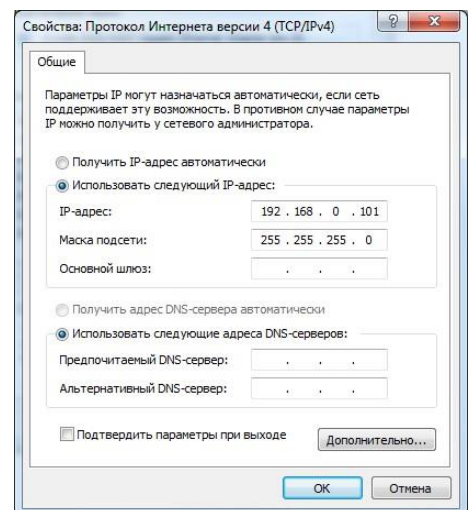 Свойства: Протокол Интернета версии 4 (TCP/IPv4)
Общие
Параметры IP могут назначаться автоматически, если сеть
поддерживает эту возможность. В противном случае параметры
IP можно получить у сетевого администратора.
Получить IP-адрес автоматически
Использовать следующий IP-адрес:
IP-адрес: 192 . 168 . 0 . 101
Маска подсети: 255 . 255 . 255 . 0
Основной шлюз: . . .
Получить адрес DNS-сервера автоматически
Использовать следующие адреса DNS-серверов:
Предпочитаемый DNS-сервер: . . .
Альтернативный DNS-сервер: . . .
Подтвердить параметры при выходе
Дополнительно...
ОК Отмена